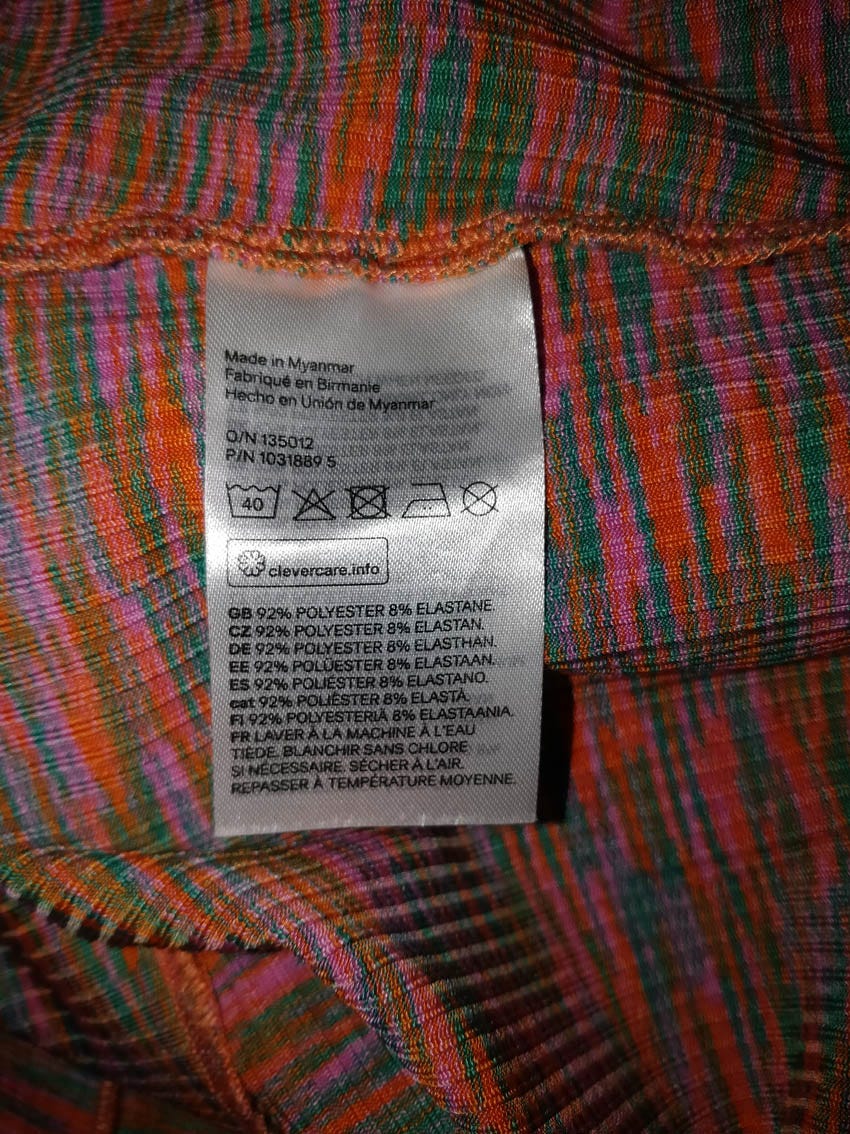 Made in Myanmar
Fabriqué en Birmanie
Hecho en Unión de Myanmar
O/N 135012
P/N 1031889 5
40
clevercare.info
GB 92% POLYESTER 8% ELASTANE.
CZ 92% POLYESTER 8% ELASTAN.
DE 92% POLYESTER 8% ELASTHAN.
EE 92% POLÜESTER 8% ELASTAAN.
ES 92% POLIÉSTER 8% ELASTANO.
cat 92% POLIÈSTER 8% ELASTÀ.
FI 92% POLYESTERIÄ 8% ELASTAANIA.
FR LAVER À LA MACHINE À L'EAU
TIÈDE. BLANCHIR SANS CHLORE
SI NÉCESSAIRE. SÉCHER À L'AIR.
REPASSER À TEMPÉRATURE MOYENNE.